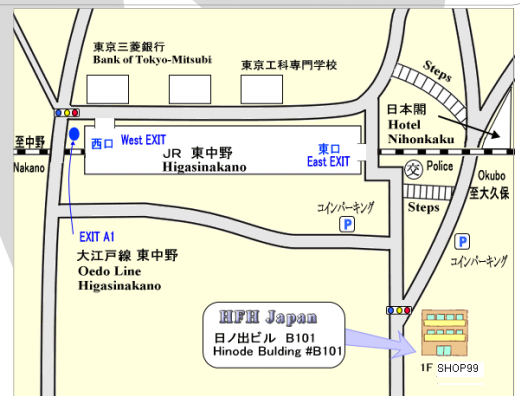 東京三菱銀行
Bank of Tokyo-Mitsubi
東京工科専門学校
Steps
日本閣
Hotel
Nihonkaku
至中野
Nakano
西口 West EXIT
JR 東中野
Higasinakano
東口
East EXIT
交 Police
Okubo
至大久保
Steps
コインパーキング
P
EXIT A1
大江戸線 東中野
Oedo Line
Higasinakano
P
コインパーキング
HFH Japan
日ノ出ビル B101
Hinode Bulding #B101
1F SHOP99